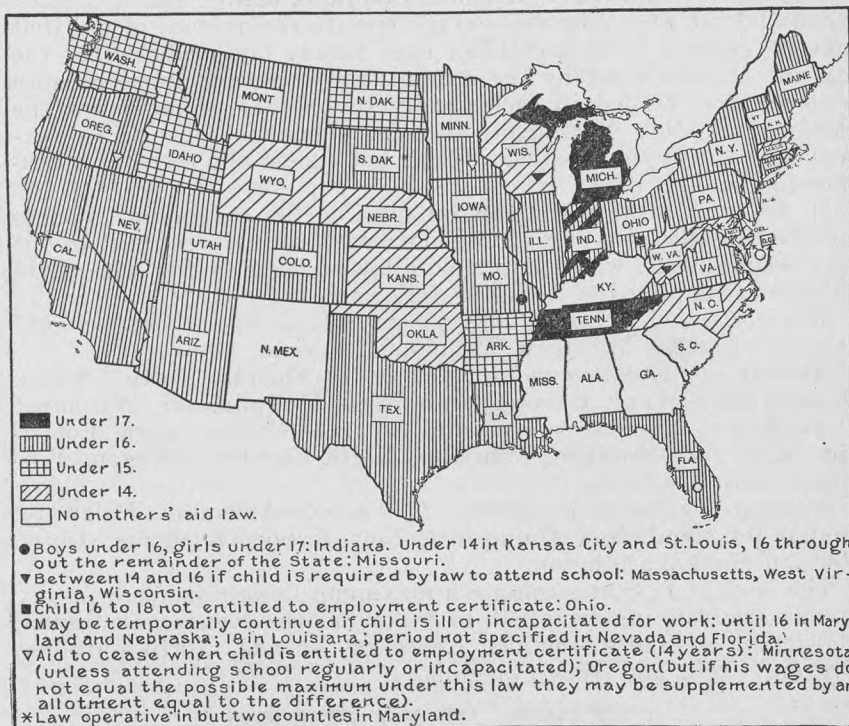 WASH.
MONT
N. DAK.
MINN.
MAINE
OREG.
IDAHO
S. DAK.
WIS.
MICH.
N. Y.
VT
N. H.
WYO.
IOWA
PA.
N. J.
NEBR.
NEV.
UTAH
COLO.
ILL.
IND.
OHIO
W. VA.
DEL.
D.C.
CAL.
KANS.
MO.
KY.
VA.
ARIZ.
N. MEX.
OKLA.
ARK.
TENN.
N. C.
S. C.
TEX.
LA.
MISS.
ALA.
GA.
FLA.
Under 17.
Under 16.
Under 15.
Under 14.
No mothers' aid law.
● Boys under 16, girls under 17: Indiana. Under 14 in Kansas City and St. Louis, 16 through-
out the remainder of the State: Missouri.
▼ Between 14 and 16 if child is required by law to attend school: Massachusetts, West Vir-
ginia, Wisconsin.
■ Child 16 to 18 not entitled to employment certificate: Ohio.
○ May be temporarily continued if child is ill or incapacitated for work: until 16 in Mary-
land and Nebraska; 18 in Louisiana; period not specified in Nevada and Florida.
▽ Aid to cease when child is entitled to employment certificate (14 years): Minnesota
(unless attending school regularly or incapacitated); Oregon (but if his wages do
not equal the possible maximum under this law they may be supplemented by an
allotment equal to the difference).
* Law operative in but two counties in Maryland.